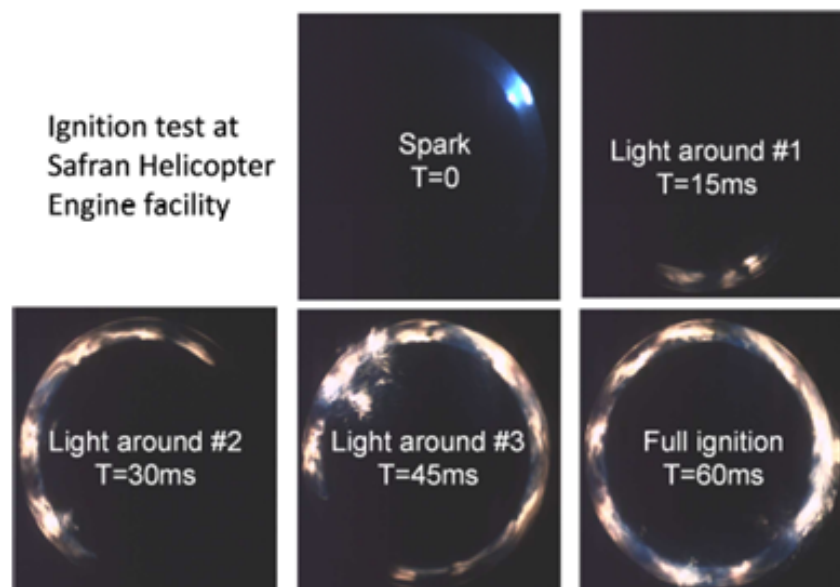 Ignition test at
Safran Helicopter
Engine facility
Spark
T=0
Light around #1
T=15ms
Light around #2
T=30ms
Light around #3
T=45ms
Full ignition
T=60ms